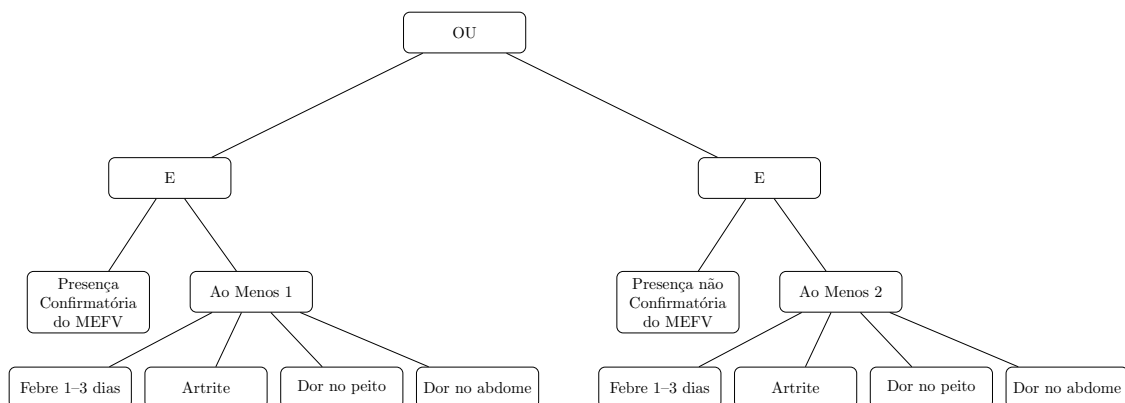 OU
E
E
Presença
Confirmatória
do MEFV
Ao Menos 1
Presença não
Confirmatória
do MEFV
Ao Menos 2
Febre 1–3 dias
Artrite
Dor no peito
Dor no abdome
Febre 1–3 dias
Artrite
Dor no peito
Dor no abdome